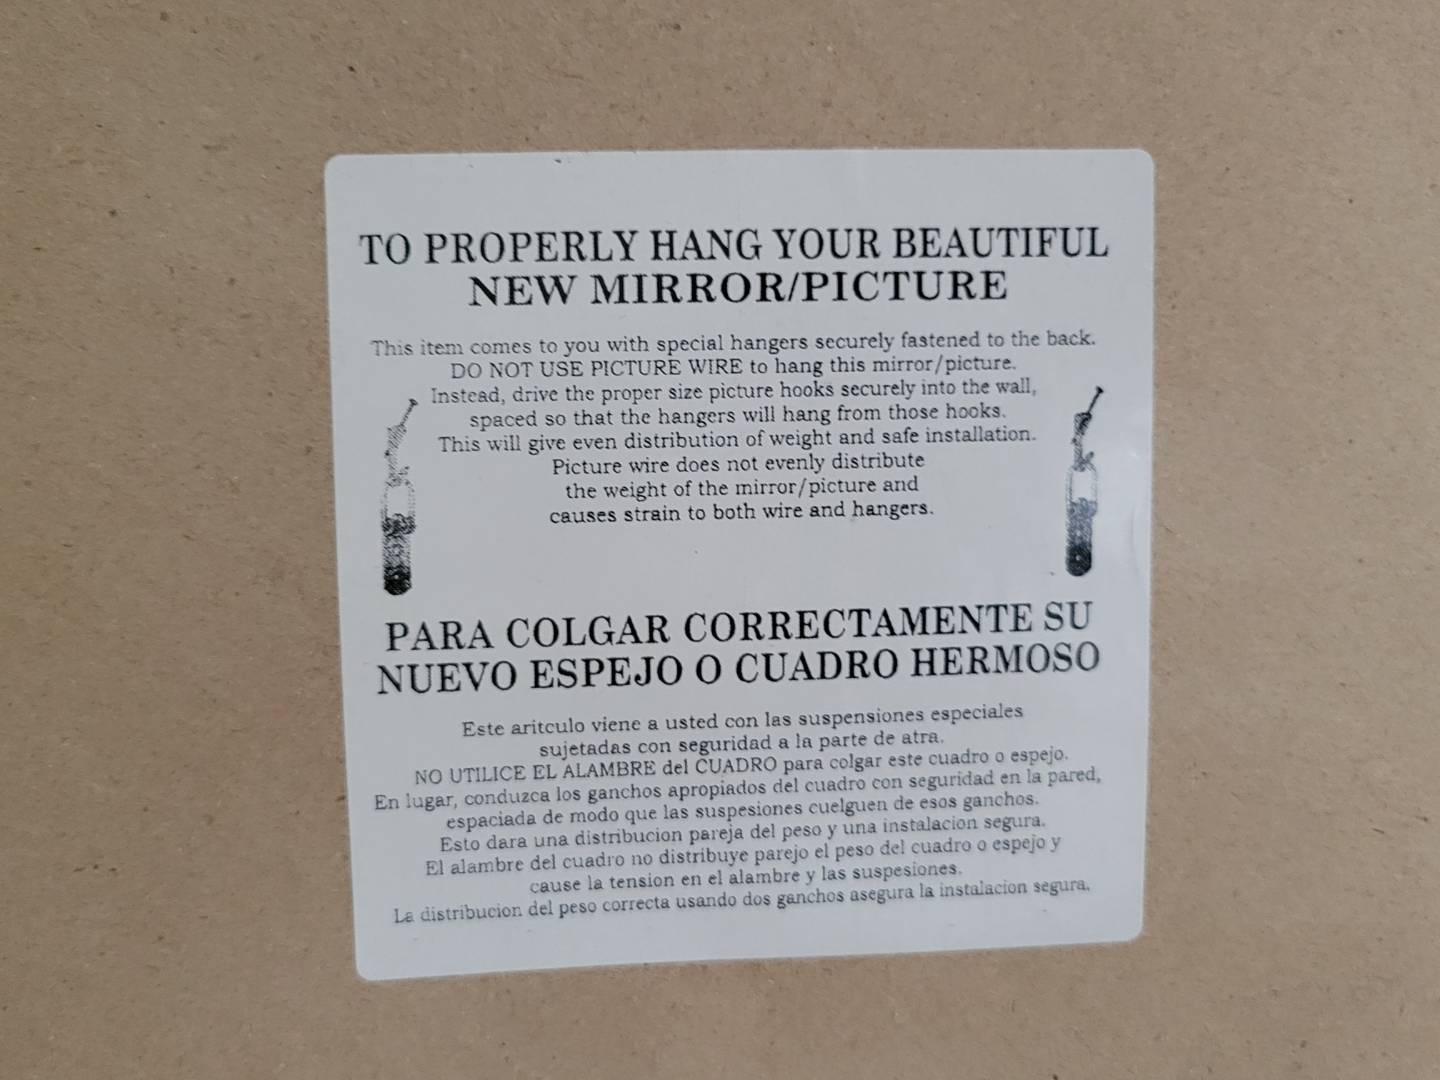 TO PROPERLY HANG YOUR BEAUTIFUL
NEW MIRROR/PICTURE
This item comes to you with special hangers securely fastened to the back.
DO NOT USE PICTURE WIRE to hang this mirror/picture.
Instead, drive the proper size picture hooks securely into the wall,
spaced so that the hangers will hang from those hooks.
This will give even distribution of weight and safe installation.
Picture wire does not evenly distribute
the weight of the mirror/picture and
causes strain to both wire and hangers.
PARA COLGAR CORRECTAMENTE SU
NUEVO ESPEJO O CUADRO HERMOSO
Este aritculo viene a usted con las suspensiones especiales
sujetadas con seguridad a la parte de atra.
NO UTILICE EL ALAMBRE del CUADRO para colgar este cuadro o espejo.
En lugar, conduzca los ganchos apropiados del cuadro con seguridad en la pared,
espaciada de modo que las suspesiones cuelguen de esos ganchos.
Esto dara una distribucion pareja del peso y una instalacion segura.
El alambre del cuadro no distribuye parejo el peso del cuadro o espejo y
cause la tension en el alambre y las suspesiones.
La distribucion del peso correcta usando dos ganchos asegura la instalacion segura.